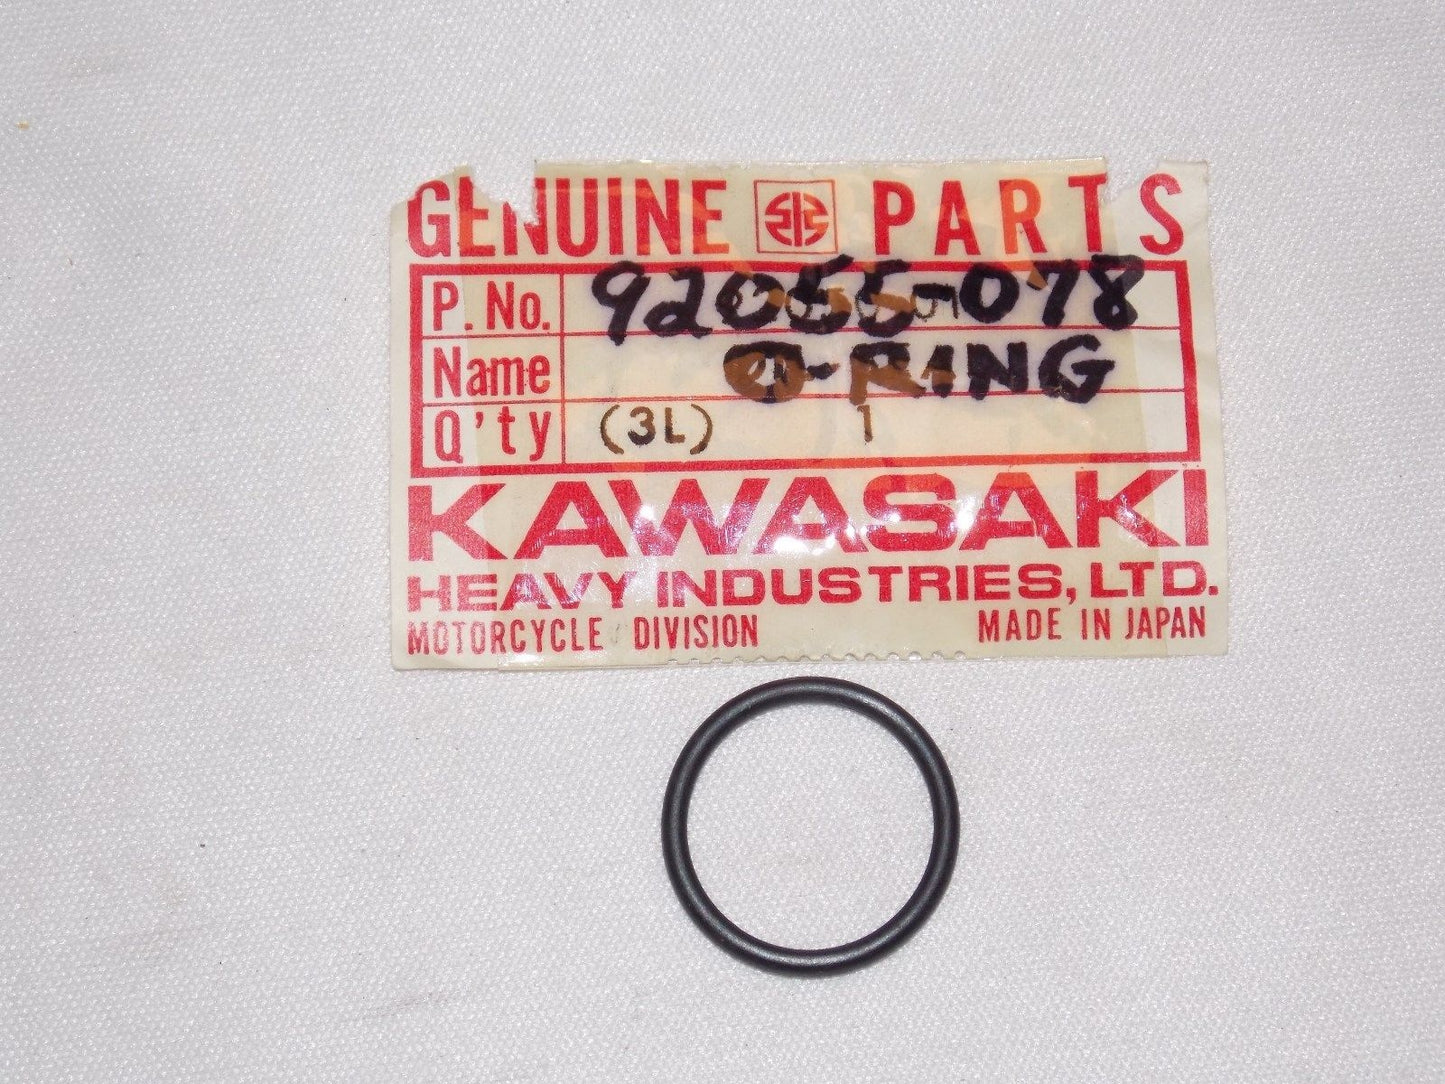 GENUINE PARTS
P. No. 92055-078
Name O-RING
Q'ty (3L) 1
KAWASAKI
HEAVY INDUSTRIES, LTD.
MOTORCYCLE DIVISION MADE IN JAPAN